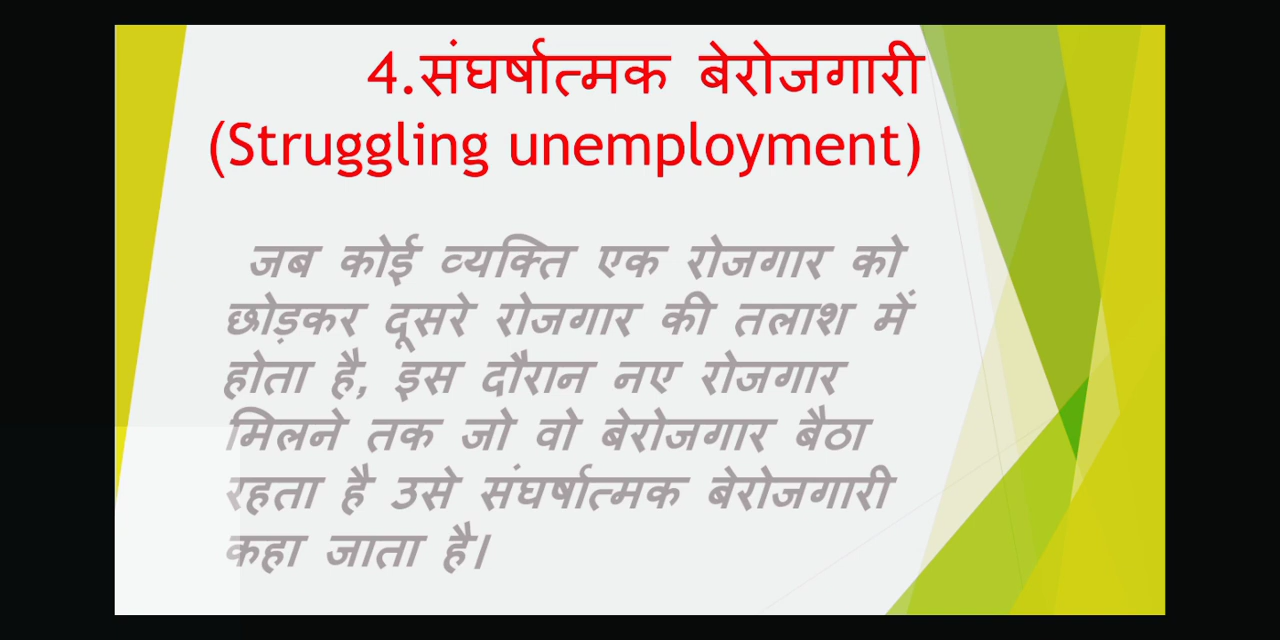 4.संघर्षात्मक बेरोजगारी
(Struggling unemployment)
जब कोई व्यक्ति एक रोजगार को
छोड़कर दूसरे रोजगार की तलाश में
होता है, इस दौरान नए रोजगार
मिलने तक जो वो बेरोजगार बैठा
रहता है उसे संघर्षात्मक बेरोजगारी
कहा जाता है।